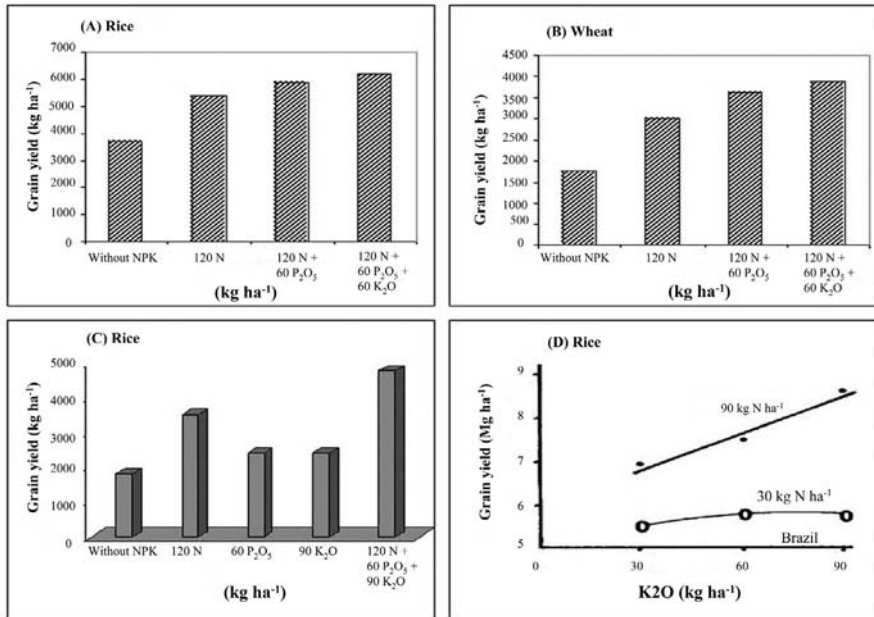 (A) Rice
Grain yield (kg ha⁻¹)
7000
6000
5000
4000
3000
2000
1000
0
Without NPK
120 N
120 N +
60 P₂O₅
120 N +
60 P₂O₅ +
60 K₂O
(kg ha⁻¹)
(B) Wheat
Grain yield (kg ha⁻¹)
4500
4000
3500
3000
2500
2000
1500
1000
500
0
Without NPK
120 N
120 N +
60 P₂O₅
120 N +
60 P₂O₅ +
60 K₂O
(kg ha⁻¹)
(C) Rice
Grain yield (kg ha⁻¹)
5000
4000
3000
2000
1000
0
Without NPK
120 N
60 P₂O₅
90 K₂O
120 N +
60 P₂O₅ +
90 K₂O
(kg ha⁻¹)
(D) Rice
Grain yield (Mg ha⁻¹)
9
8
7
6
5
90 kg N ha⁻¹
30 kg N ha⁻¹
Brazil
0
30
60
90
K2O (kg ha⁻¹)